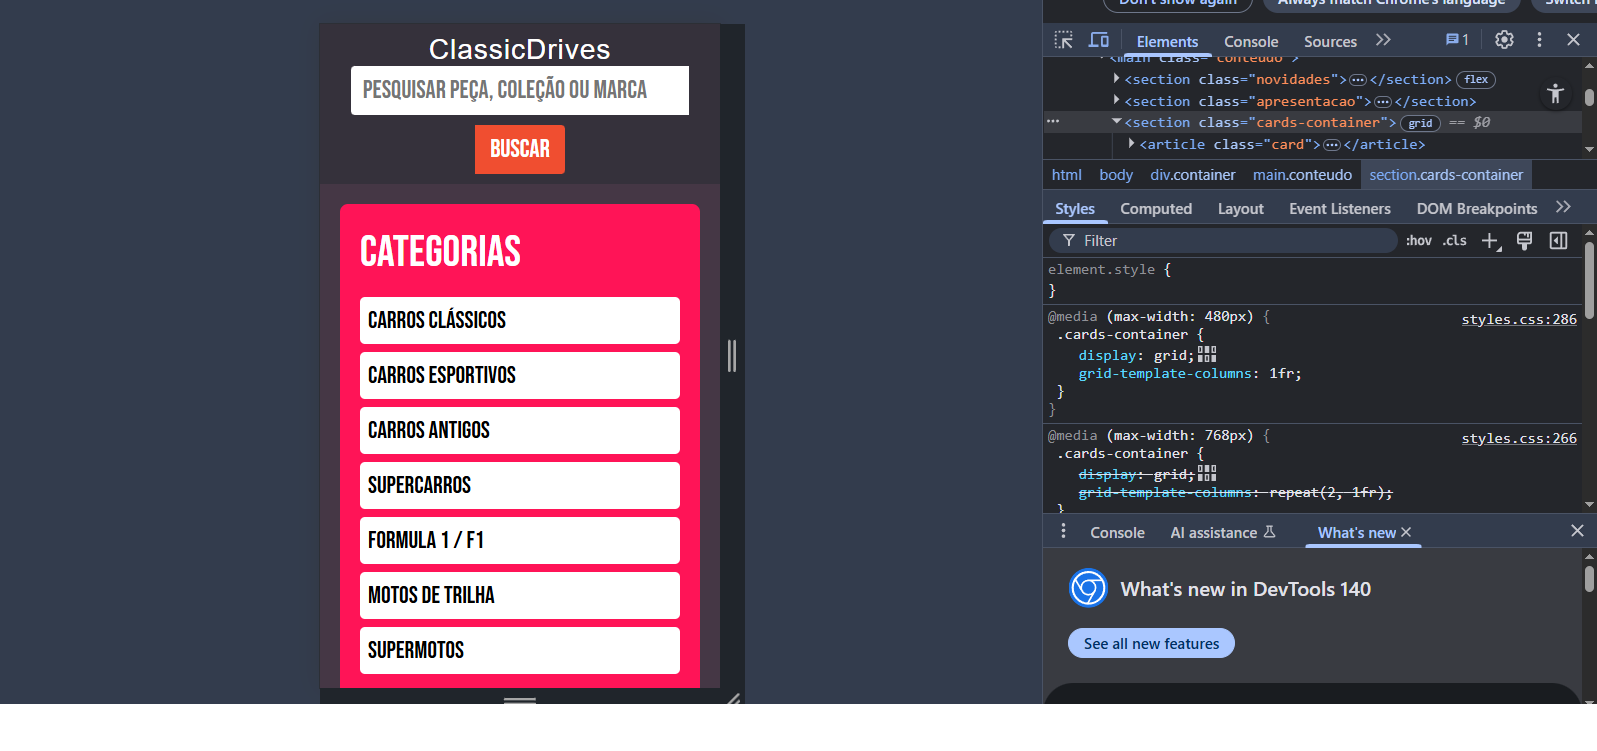 ClassicDrives
PESQUISAR PEÇA, COLEÇÃO OU MARCA
BUSCAR
CATEGORIAS
CARROS CLÁSSICOS
CARROS ESPORTIVOS
CARROS ANTIGOS
SUPERCARROS
FORMULA 1 / F1
MOTOS DE TRILHA
SUPERMOTOS
Don't show again Always match Chrome's language Switch
Elements Console Sources 1
<main class="conteudo">
<section class="novidades"> </section> flex
<section class="apresentacao"> </section>
<section class="cards-container"> grid == $0
<article class="card"> </article>
html body div.container main.conteudo section.cards-container
Styles Computed Layout Event Listeners DOM Breakpoints
Filter :hov .cls
element.style {
}
@media (max-width: 480px) { styles.css:286
.cards-container {
display: grid;
grid-template-columns: 1fr;
}
}
@media (max-width: 768px) { styles.css:266
.cards-container {
display: grid;
grid-template-columns: repeat(2, 1fr);
}
Console AI assistance What's new
What's new in DevTools 140
See all new features